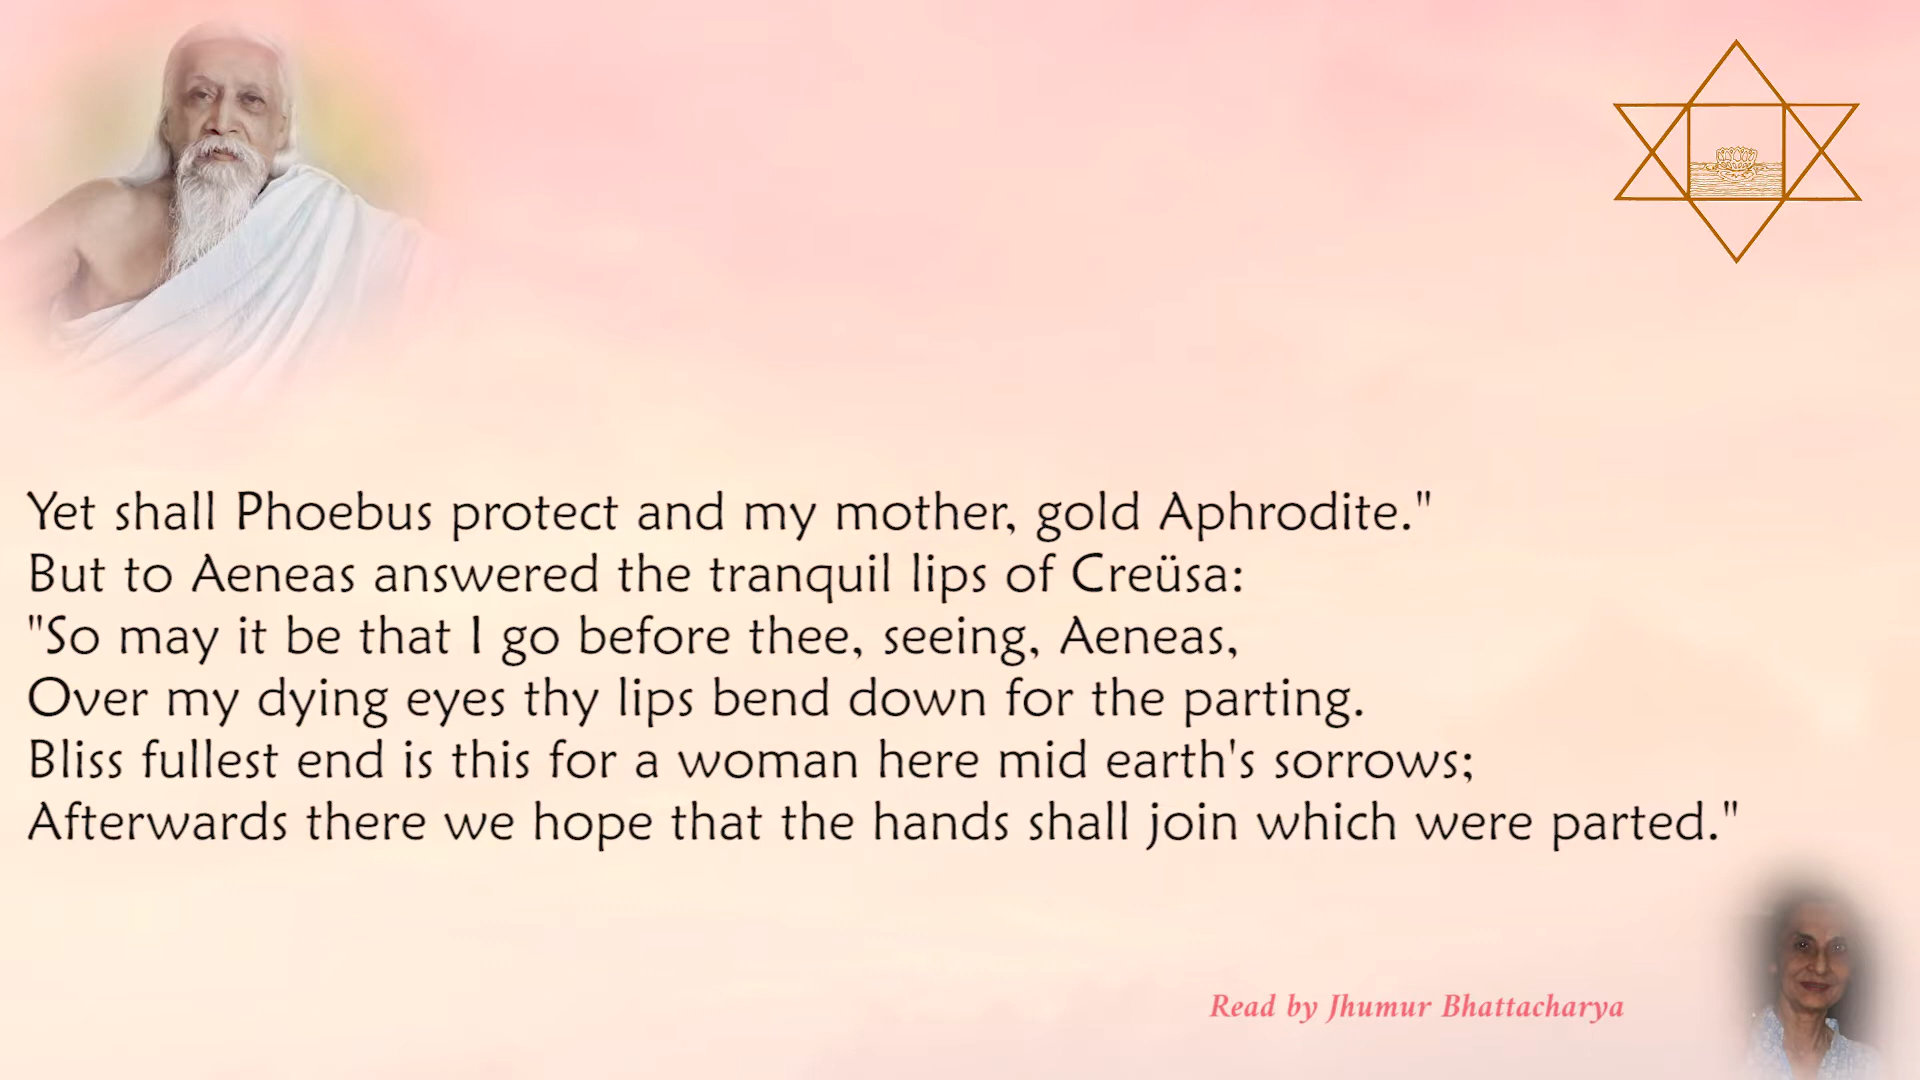 Yet shall Phoebus protect and my mother, gold Aphrodite."
But to Aeneas answered the tranquil lips of Creüsa:
"So may it be that I go before thee, seeing, Aeneas,
Over my dying eyes thy lips bend down for the parting.
Bliss fullest end is this for a woman here mid earth's sorrows;
Afterwards there we hope that the hands shall join which were parted."
Read by Jhumur Bhattacharya